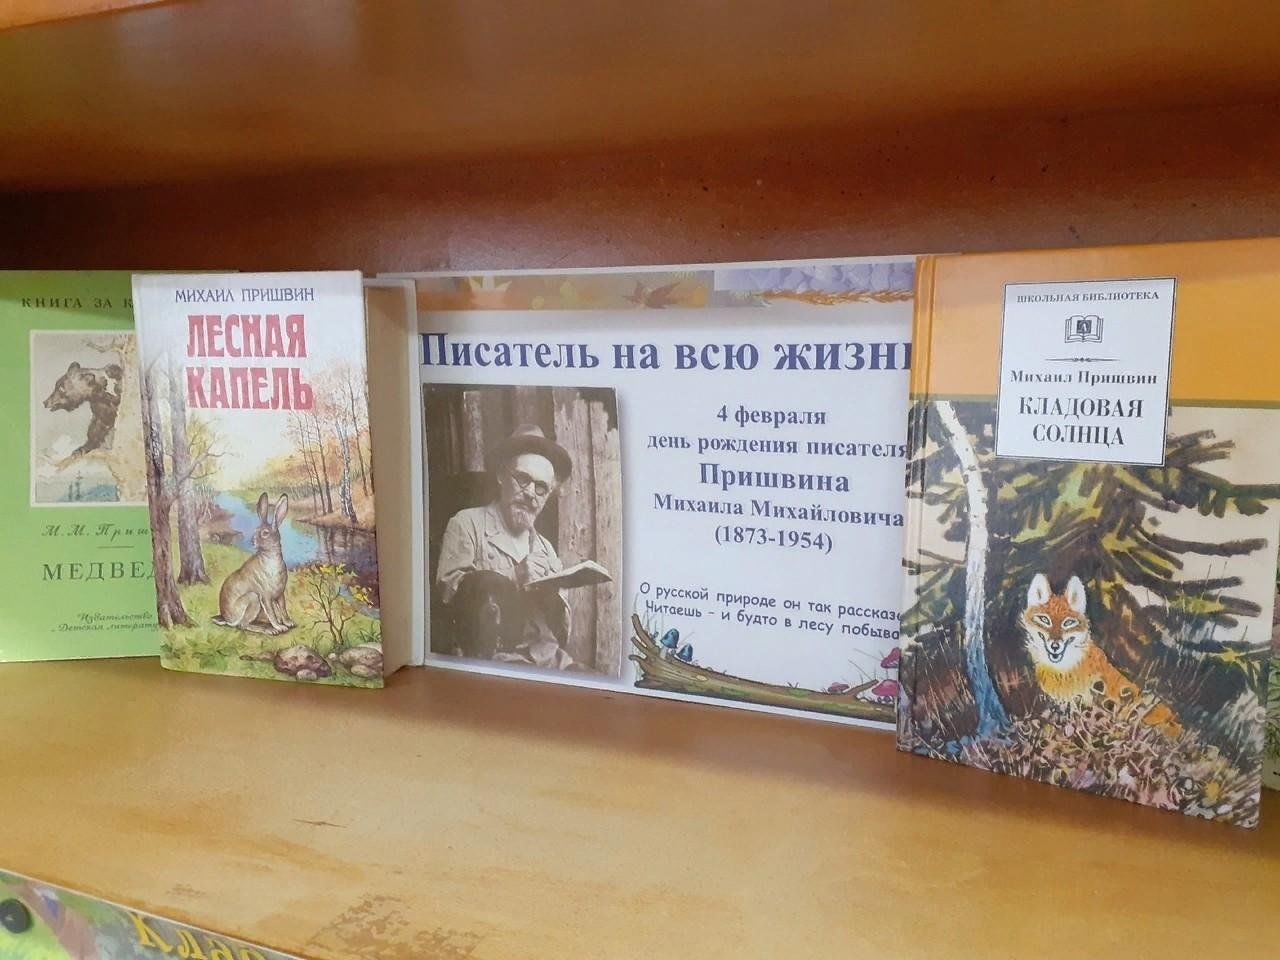 КНИГА ЗА К
М. М. Приш
МЕДВЕД
Издательство
«Детская литерату
МИХАИЛ ПРИШВИН
ЛЕСНАЯ
КАПЕЛЬ
Писатель на всю жизнь
4 февраля
день рождения писателя
Пришвина
Михаила Михайловича
(1873-1954)
О русской природе он так рассказ
Читаешь - и будто в лесу побыва
ШКОЛЬНАЯ БИБЛИОТЕКА
Михаил Пришвин
КЛАДОВАЯ
СОЛНЦА